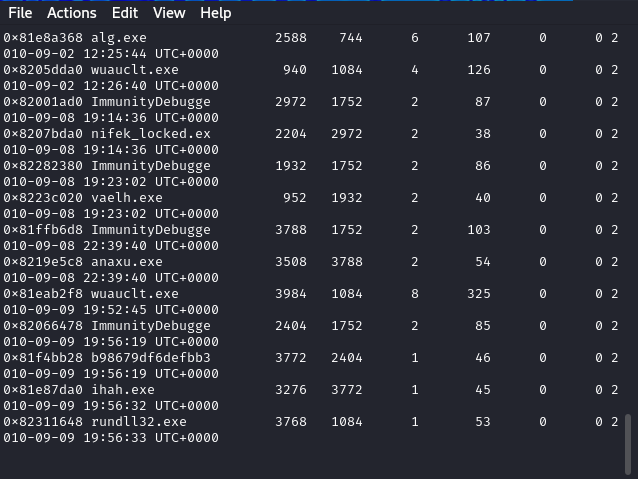 File Actions Edit View Help
0×81e8a368 alg.exe 2588 744 6 107 0 0 2
010-09-02 12:25:44 UTC+0000
0×8205dda0 wuauclt.exe 940 1084 4 126 0 0 2
010-09-02 12:26:40 UTC+0000
0×82001ad0 ImmunityDebugge 2972 1752 2 87 0 0 2
010-09-08 19:14:36 UTC+0000
0×8207bda0 nifek_locked.ex 2204 2972 2 38 0 0 2
010-09-08 19:14:36 UTC+0000
0×82282380 ImmunityDebugge 1932 1752 2 86 0 0 2
010-09-08 19:23:02 UTC+0000
0×8223c020 vaelh.exe 952 1932 2 40 0 0 2
010-09-08 19:23:02 UTC+0000
0×81ffb6d8 ImmunityDebugge 3788 1752 2 103 0 0 2
010-09-08 22:39:40 UTC+0000
0×8219e5c8 anaxu.exe 3508 3788 2 54 0 0 2
010-09-08 22:39:40 UTC+0000
0×81eab2f8 wuauclt.exe 3984 1084 8 325 0 0 2
010-09-09 19:52:45 UTC+0000
0×82066478 ImmunityDebugge 2404 1752 2 85 0 0 2
010-09-09 19:56:19 UTC+0000
0×81f4bb28 b98679df6defbb3 3772 2404 1 46 0 0 2
010-09-09 19:56:19 UTC+0000
0×81e87da0 ihah.exe 3276 3772 1 45 0 0 2
010-09-09 19:56:32 UTC+0000
0×82311648 rundll32.exe 3768 1084 1 53 0 0 2
010-09-09 19:56:33 UTC+0000